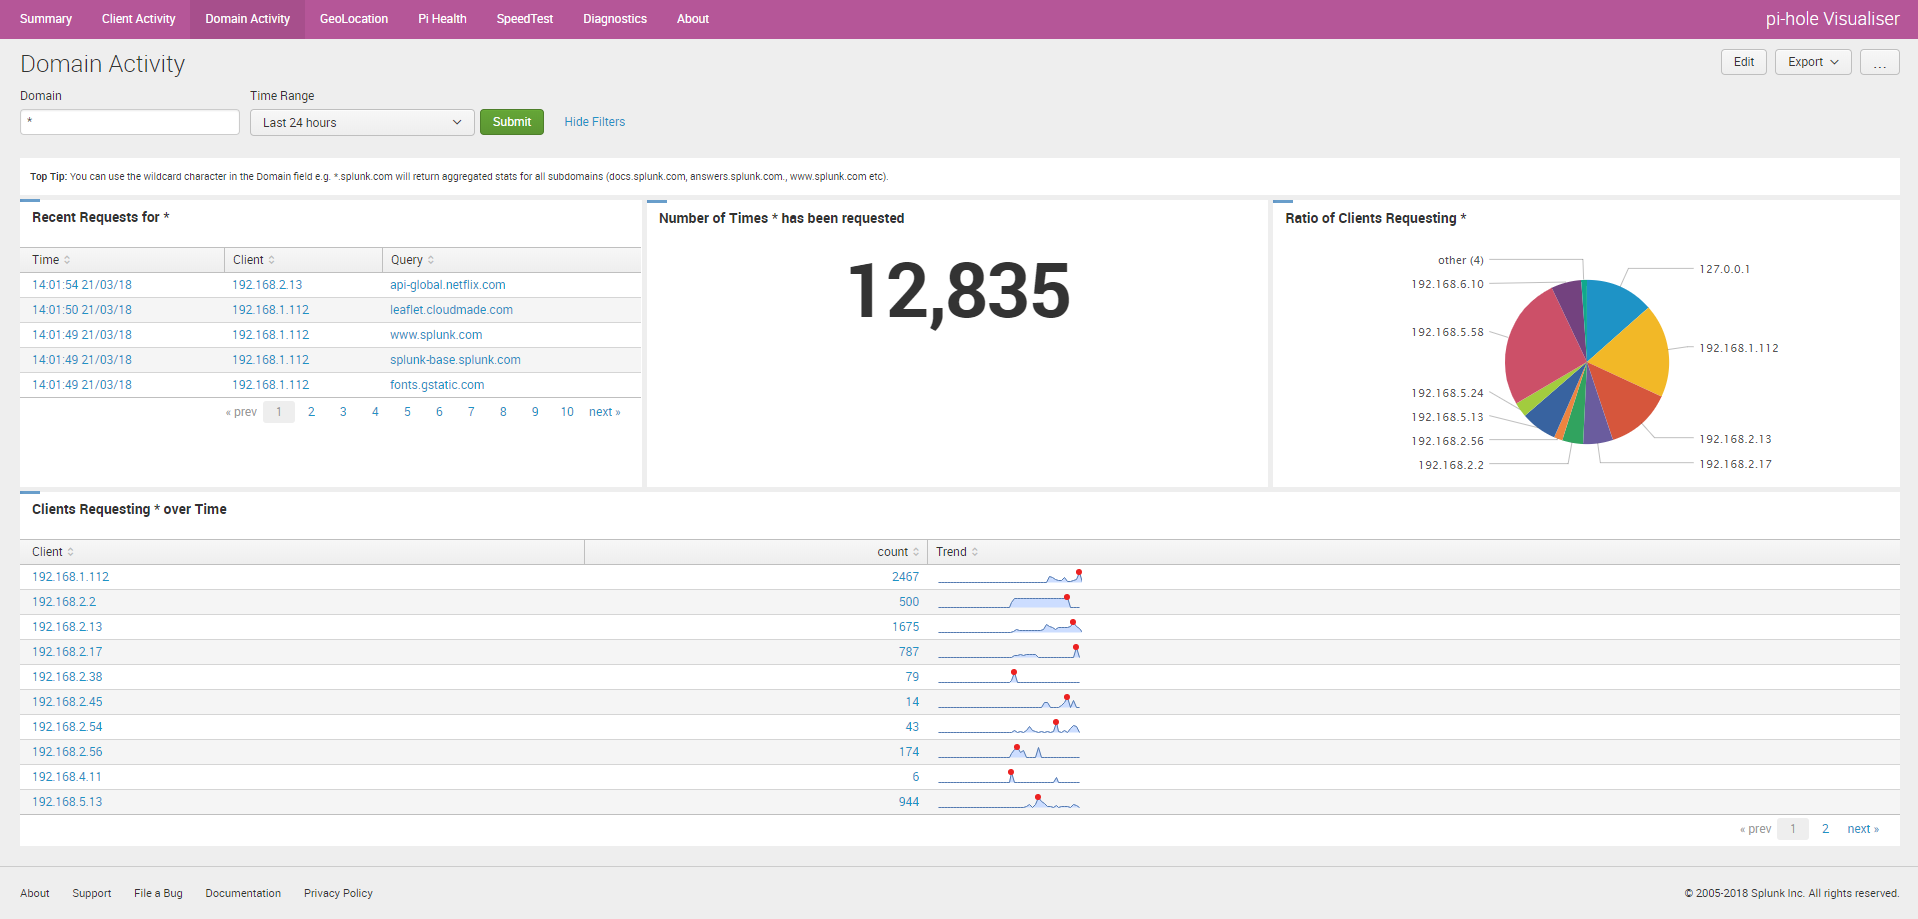 Summary Client Activity Domain Activity GeoLocation Pi Health SpeedTest Diagnostics About pi-hole Visualiser
Domain Activity
Edit Export ...
Domain Time Range
* Last 24 hours Submit Hide Filters
Top Tip: You can use the wildcard character in the Domain field e.g. *.splunk.com will return aggregated stats for all subdomains (docs.splunk.com, answers.splunk.com., www.splunk.com etc).
Recent Requests for *
Time Client Query
14:01:54 21/03/18 192.168.2.13 api-global.netflix.com
14:01:50 21/03/18 192.168.1.112 leaflet.cloudmade.com
14:01:49 21/03/18 192.168.1.112 www.splunk.com
14:01:49 21/03/18 192.168.1.112 splunk-base.splunk.com
14:01:49 21/03/18 192.168.1.112 fonts.gstatic.com
« prev 1 2 3 4 5 6 7 8 9 10 next »
Number of Times * has been requested
12,835
Ratio of Clients Requesting *
other (4)
127.0.0.1
192.168.6.10
192.168.5.58
192.168.1.112
192.168.5.24
192.168.5.13
192.168.2.56
192.168.2.13
192.168.2.2
192.168.2.17
Clients Requesting * over Time
Client count Trend
192.168.1.112 2467
192.168.2.2 500
192.168.2.13 1675
192.168.2.17 787
192.168.2.38 79
192.168.2.45 14
192.168.2.54 43
192.168.2.56 174
192.168.4.11 6
192.168.5.13 944
« prev 1 2 next »
About Support File a Bug Documentation Privacy Policy © 2005-2018 Splunk Inc. All rights reserved.